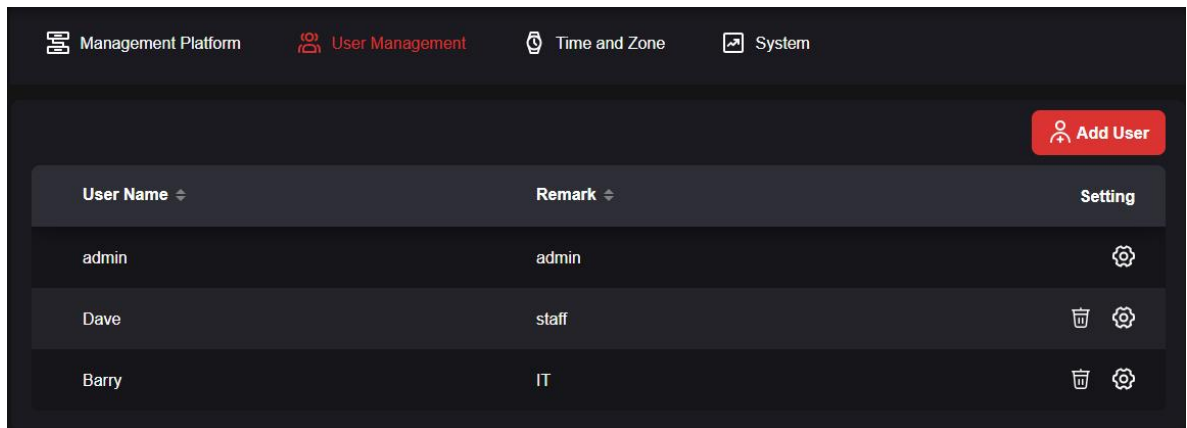 Management Platform User Management Time and Zone System
Add User
User Name Remark Setting
admin admin
Dave staff
Barry IT